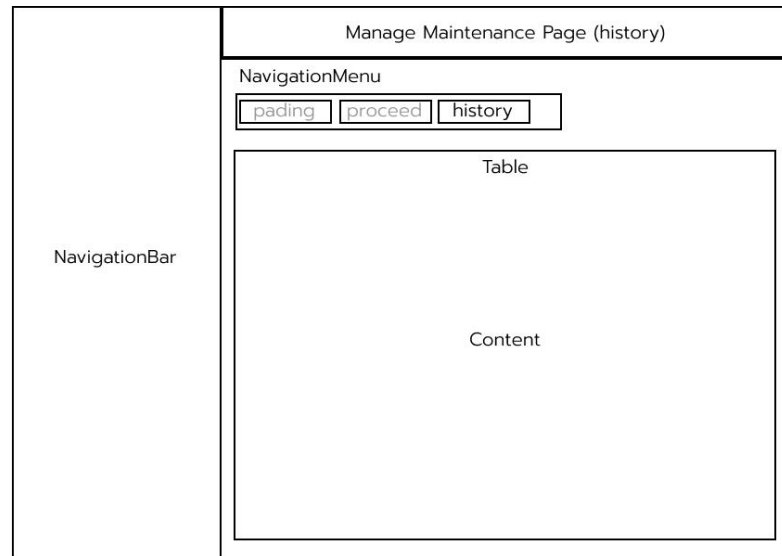 Manage Maintenance Page (history)
NavigationMenu
pading proceed history
Table
NavigationBar
Content